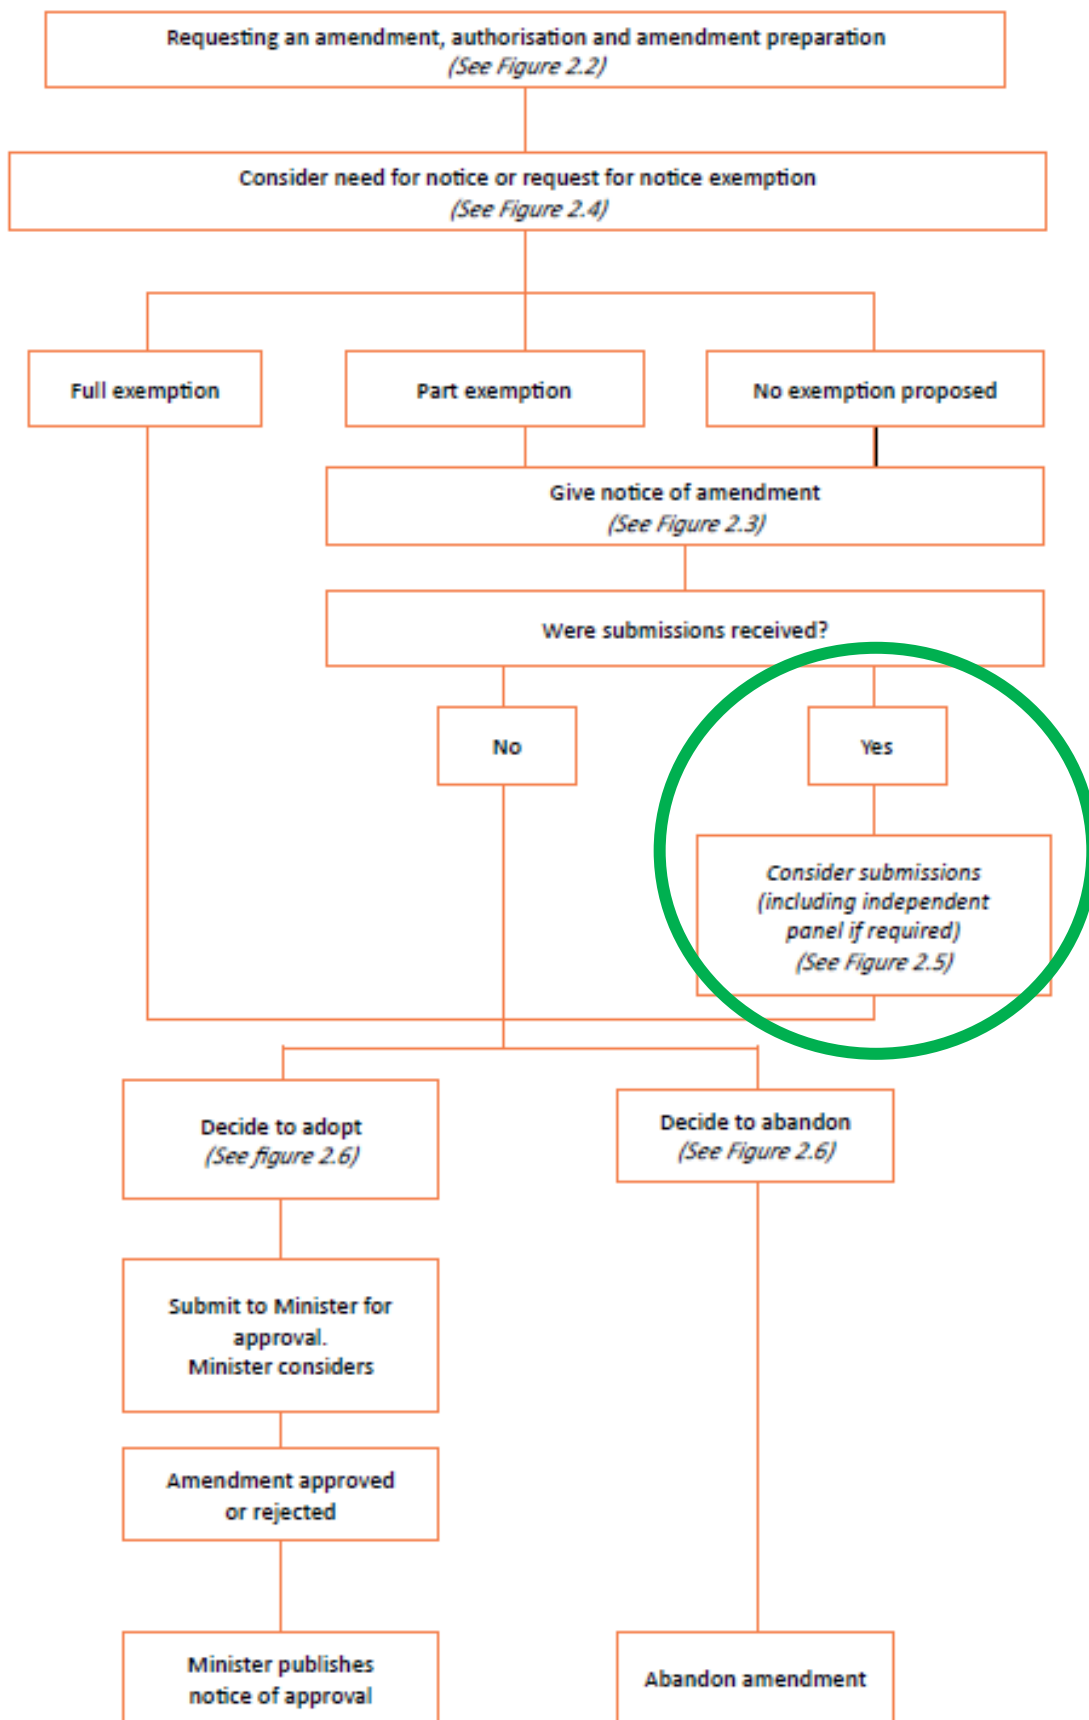 Requesting an amendment, authorisation and amendment preparation
(See Figure 2.2)
Consider need for notice or request for notice exemption
(See Figure 2.4)
Full exemption
Part exemption
No exemption proposed
Give notice of amendment
(See Figure 2.3)
Were submissions received?
No
Yes
Consider submissions
(including independent
panel if required)
(See Figure 2.5)
Decide to adopt
(See figure 2.6)
Decide to abandon
(See Figure 2.6)
Submit to Minister for
approval.
Minister considers
Amendment approved
or rejected
Minister publishes
notice of approval
Abandon amendment